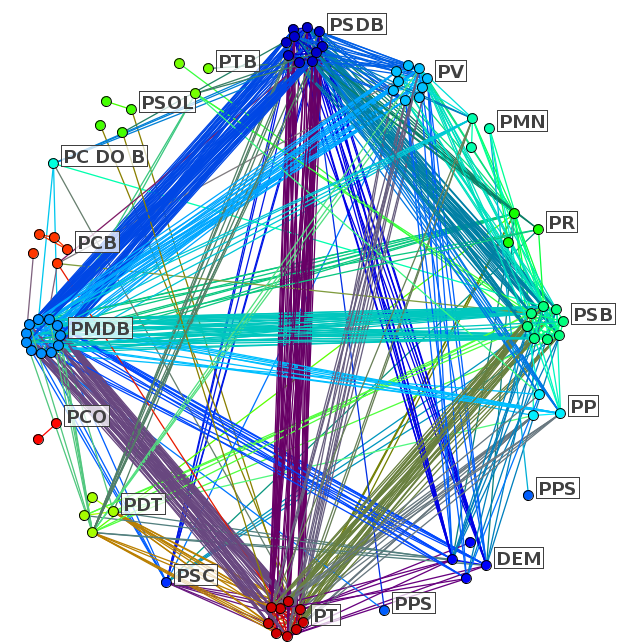 PSDB
PTB
PV
PSOL
PMN
PC DO B
PR
PCB
PSB
PMDB
PP
PCO
PPS
PDT
DEM
PSC
PPS
PT